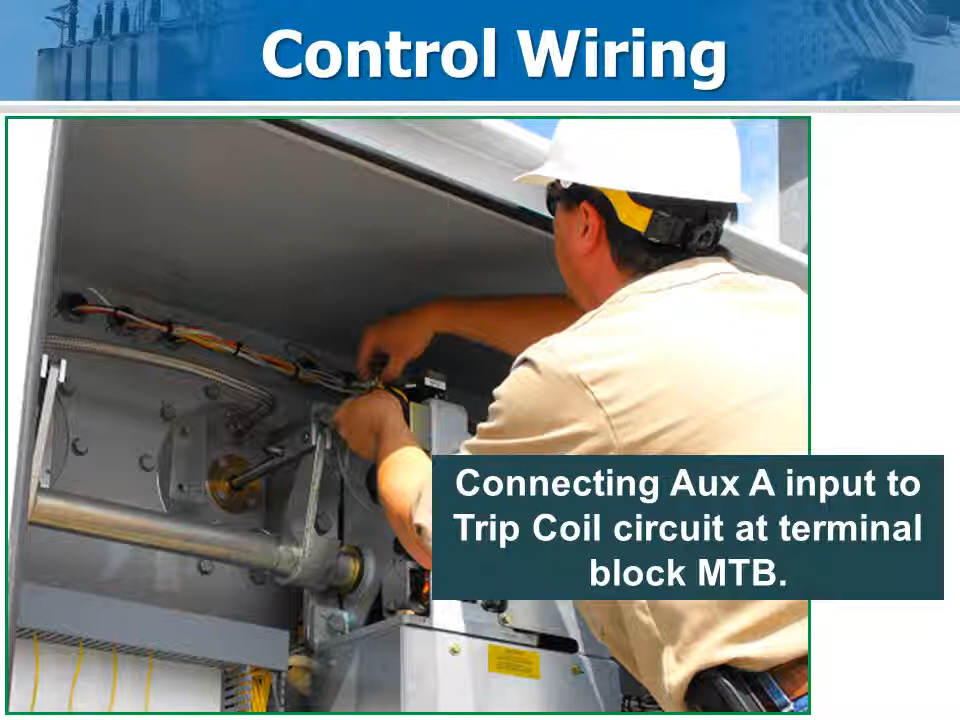 Control Wiring
Connecting Aux A input to
Trip Coil circuit at terminal
block MTB.